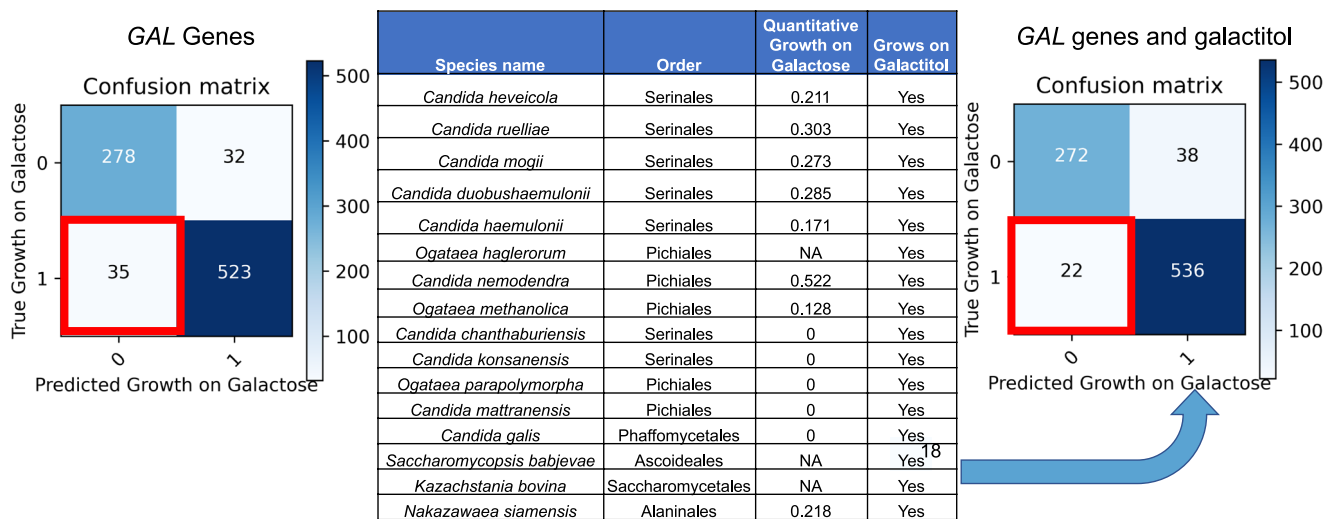 GAL Genes
Confusion matrix
True Growth on Galactose
0
1
278
32
35
523
0
1
Predicted Growth on Galactose
500
400
300
200
100
Species name Order Quantitative Growth on Galactose Grows on Galactitol
Candida heveicola Serinales 0.211 Yes
Candida ruelliae Serinales 0.303 Yes
Candida mogii Serinales 0.273 Yes
Candida duobushaemulonii Serinales 0.285 Yes
Candida haemulonii Serinales 0.171 Yes
Ogataea haglerorum Pichiales NA Yes
Candida nemodendra Pichiales 0.522 Yes
Ogataea methanolica Pichiales 0.128 Yes
Candida chanthaburiensis Serinales 0 Yes
Candida konsanensis Serinales 0 Yes
Ogataea parapolymorpha Pichiales 0 Yes
Candida mattranensis Pichiales 0 Yes
Candida galis Phaffomycetales 0 Yes
Saccharomycopsis babjevae Ascoideales NA Yes
18
Kazachstania bovina Saccharomycetales NA Yes
Nakazawaea siamensis Alaninales 0.218 Yes
GAL genes and galactitol
Confusion matrix
True Growth on Galactose
0
1
272
38
22
536
0
1
Predicted Growth on Galactose
500
400
300
200
100